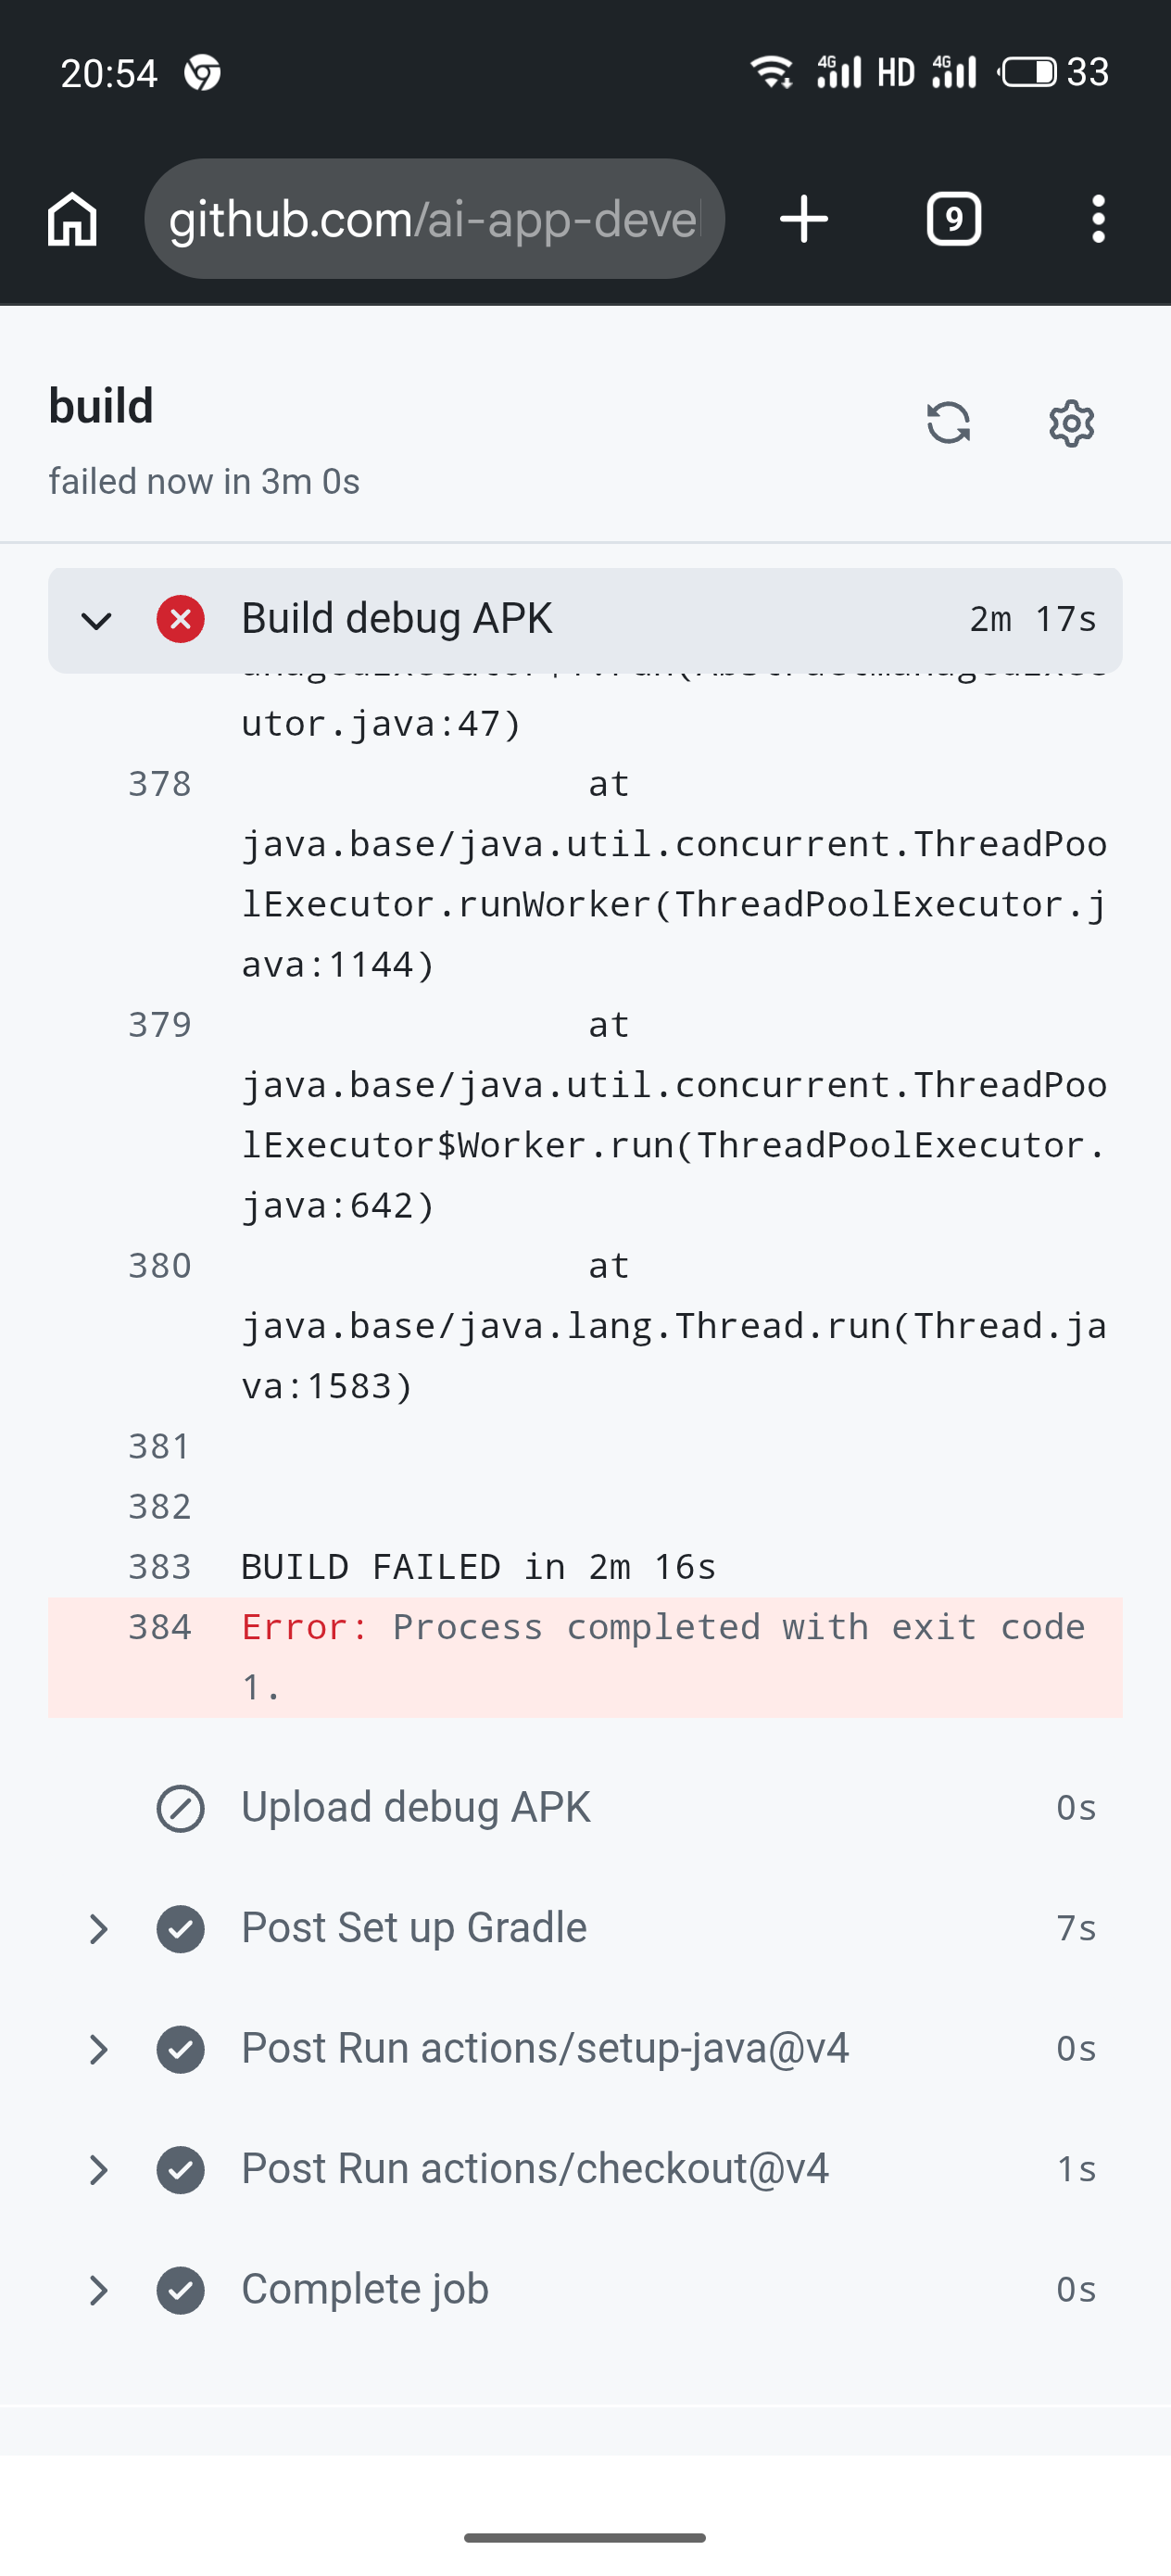 20:54
4G HD 4G 33
github.com/ai-app-deve
9
build
failed now in 3m 0s
Build debug APK 2m 17s
utor.java:47)
378 at
java.base/java.util.concurrent.ThreadPoo
lExecutor.runWorker(ThreadPoolExecutor.j
ava:1144)
379 at
java.base/java.util.concurrent.ThreadPoo
lExecutor$Worker.run(ThreadPoolExecutor.
java:642)
380 at
java.base/java.lang.Thread.run(Thread.ja
va:1583)
381
382
383 BUILD FAILED in 2m 16s
384 Error: Process completed with exit code
1.
Upload debug APK 0s
Post Set up Gradle 7s
Post Run actions/setup-java@v4 0s
Post Run actions/checkout@v4 1s
Complete job 0s